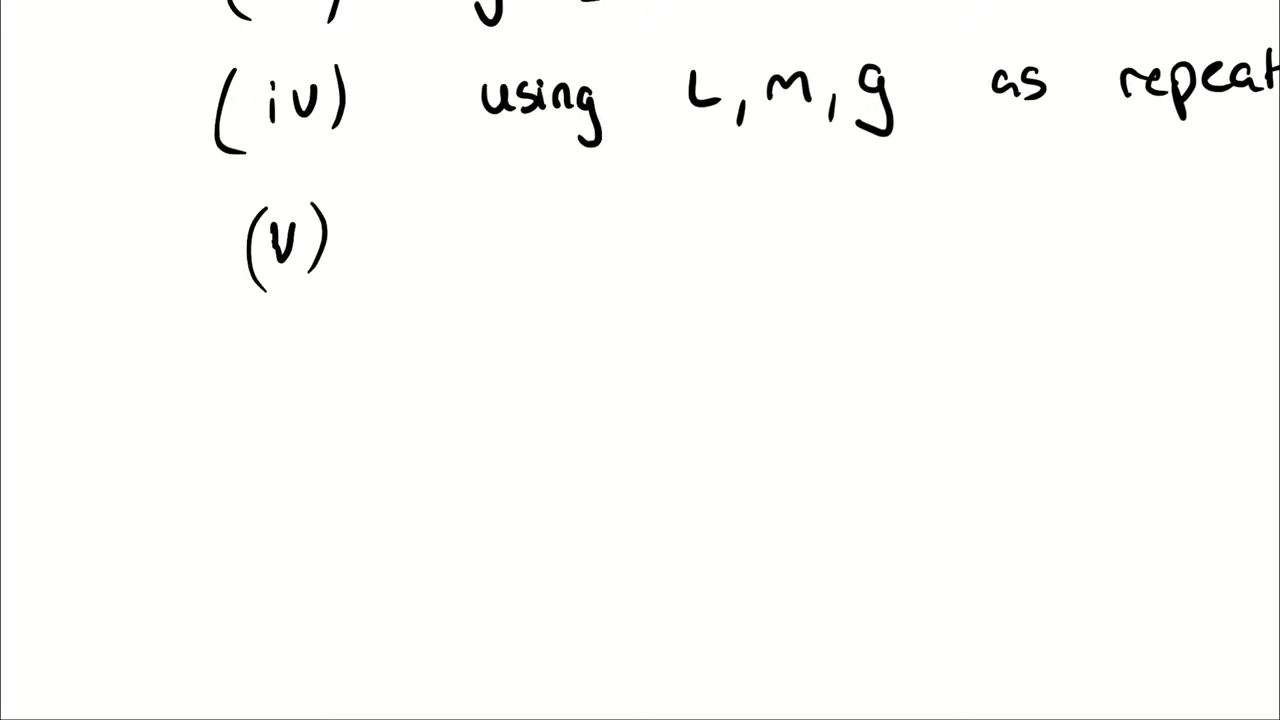 (iv) using L, m, g as repeat
(v)